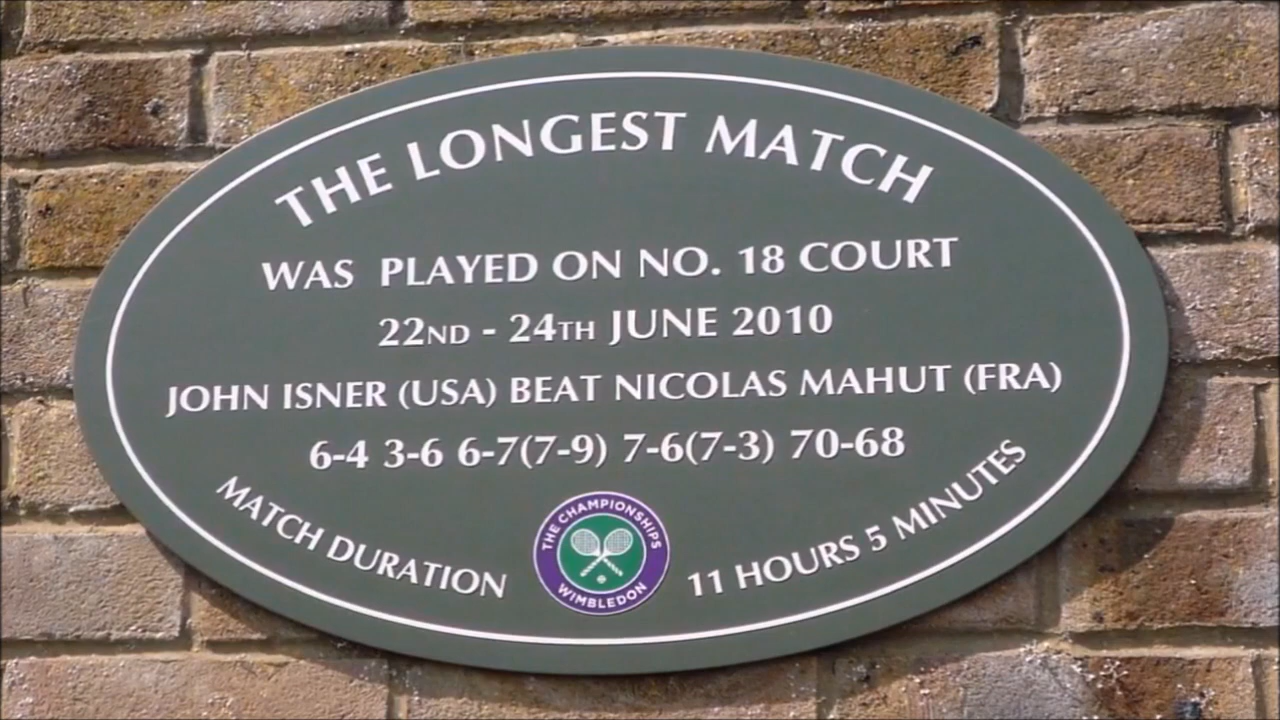 THE LONGEST MATCH
WAS PLAYED ON NO. 18 COURT
22ND - 24TH JUNE 2010
JOHN ISNER (USA) BEAT NICOLAS MAHUT (FRA)
6-4 3-6 6-7(7-9) 7-6(7-3) 70-68
MATCH DURATION
THE CHAMPIONSHIPS
WIMBLEDON
11 HOURS 5 MINUTES